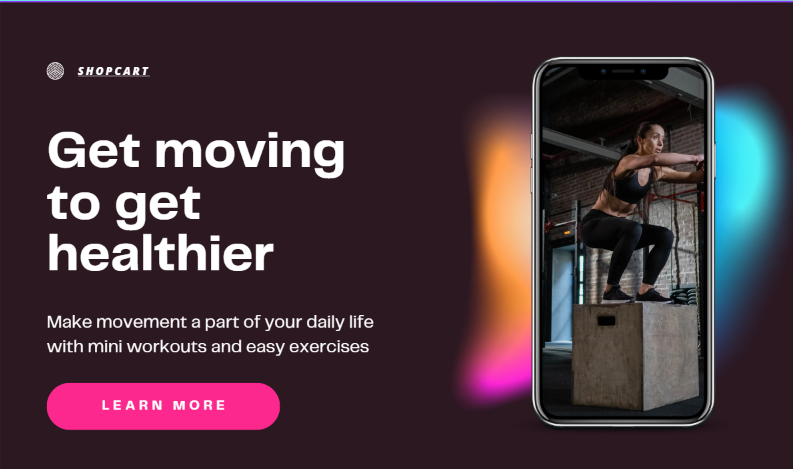 SHOPCART
Get moving
to get
healthier
Make movement a part of your daily life
with mini workouts and easy exercises
LEARN MORE